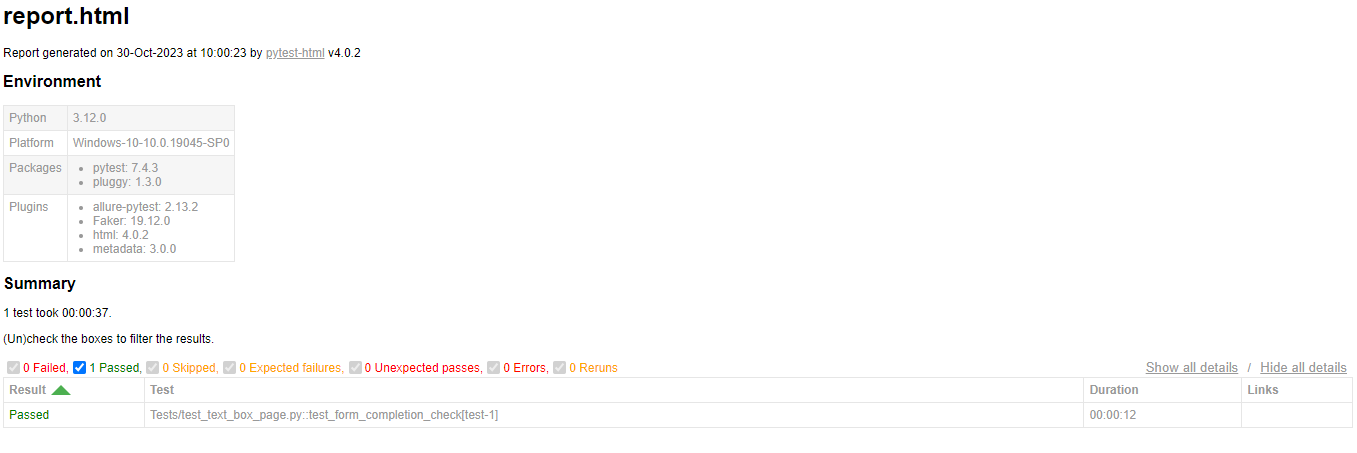 report.html
Report generated on 30-Oct-2023 at 10:00:23 by pytest-html v4.0.2
Environment
Python 3.12.0
Platform Windows-10-10.0.19045-SP0
Packages • pytest: 7.4.3
• pluggy: 1.3.0
Plugins • allure-pytest: 2.13.2
• Faker: 19.12.0
• html: 4.0.2
• metadata: 3.0.0
Summary
1 test took 00:00:37.
(Un)check the boxes to filter the results.
0 Failed, 1 Passed, 0 Skipped, 0 Expected failures, 0 Unexpected passes, 0 Errors, 0 Reruns Show all details / Hide all details
Result Test Duration Links
Passed Tests/test_text_box_page.py::test_form_completion_check[test-1] 00:00:12